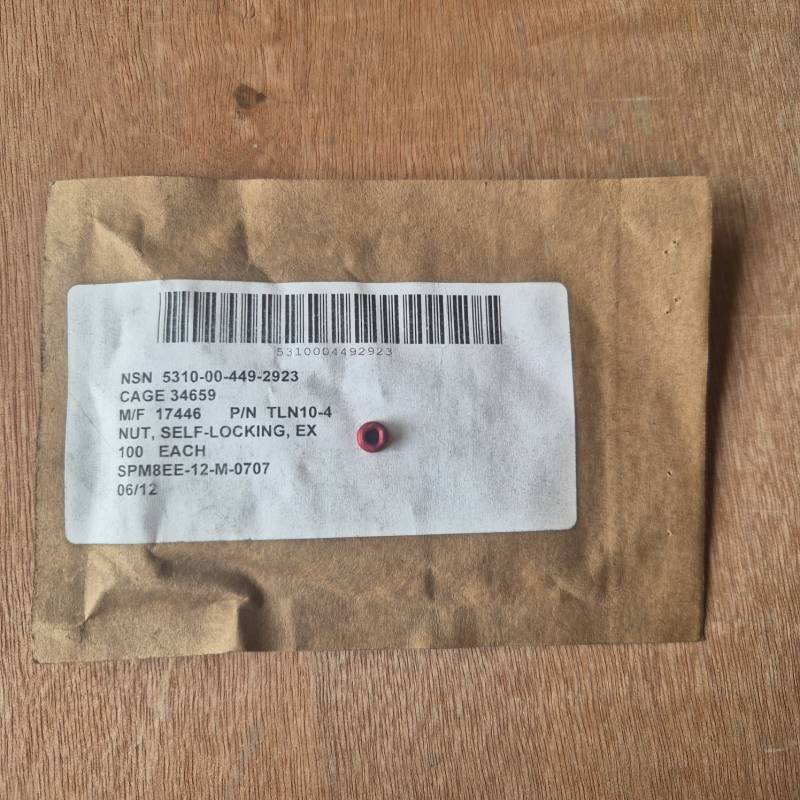 5310004492923
NSN 5310-00-449-2923
CAGE 34659
M/F 17446 P/N TLN10-4
NUT, SELF-LOCKING, EX
100 EACH
SPM8EE-12-M-0707
06/12